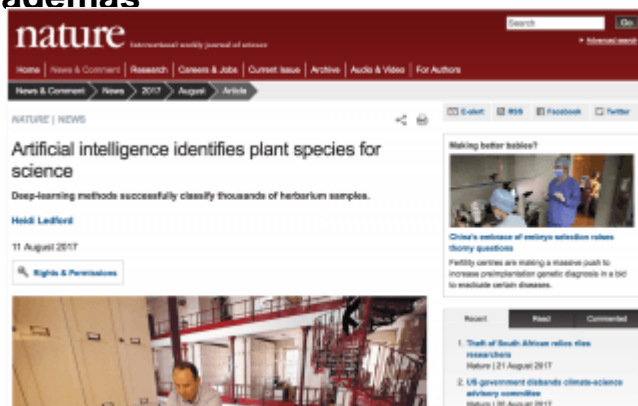 ademas
nature International weekly journal of science
Search Go
Advanced search
Home | News & Comment | Research | Careers & Jobs | Current Issue | Archive | Audio & Video | For Authors
News & Comment News 2017 August Article
NATURE | NEWS
Artificial intelligence identifies plant species for
science
Deep-learning methods successfully classify thousands of herbarium samples.
Heidi Ledford
11 August 2017
Rights & Permissions
E-alert RSS Facebook Twitter
Making better babies?
China's embrace of embryo selection raises
thorny questions
Fertility centres are making a massive push to
increase preimplantation genetic diagnosis in a bid
to eradicate certain diseases.
Recent Read Commented
1. Theft of South African relics riles
researchers
Nature | 21 August 2017
2. US government disbands climate-science
advisory committee
Nature | 20 August 2017